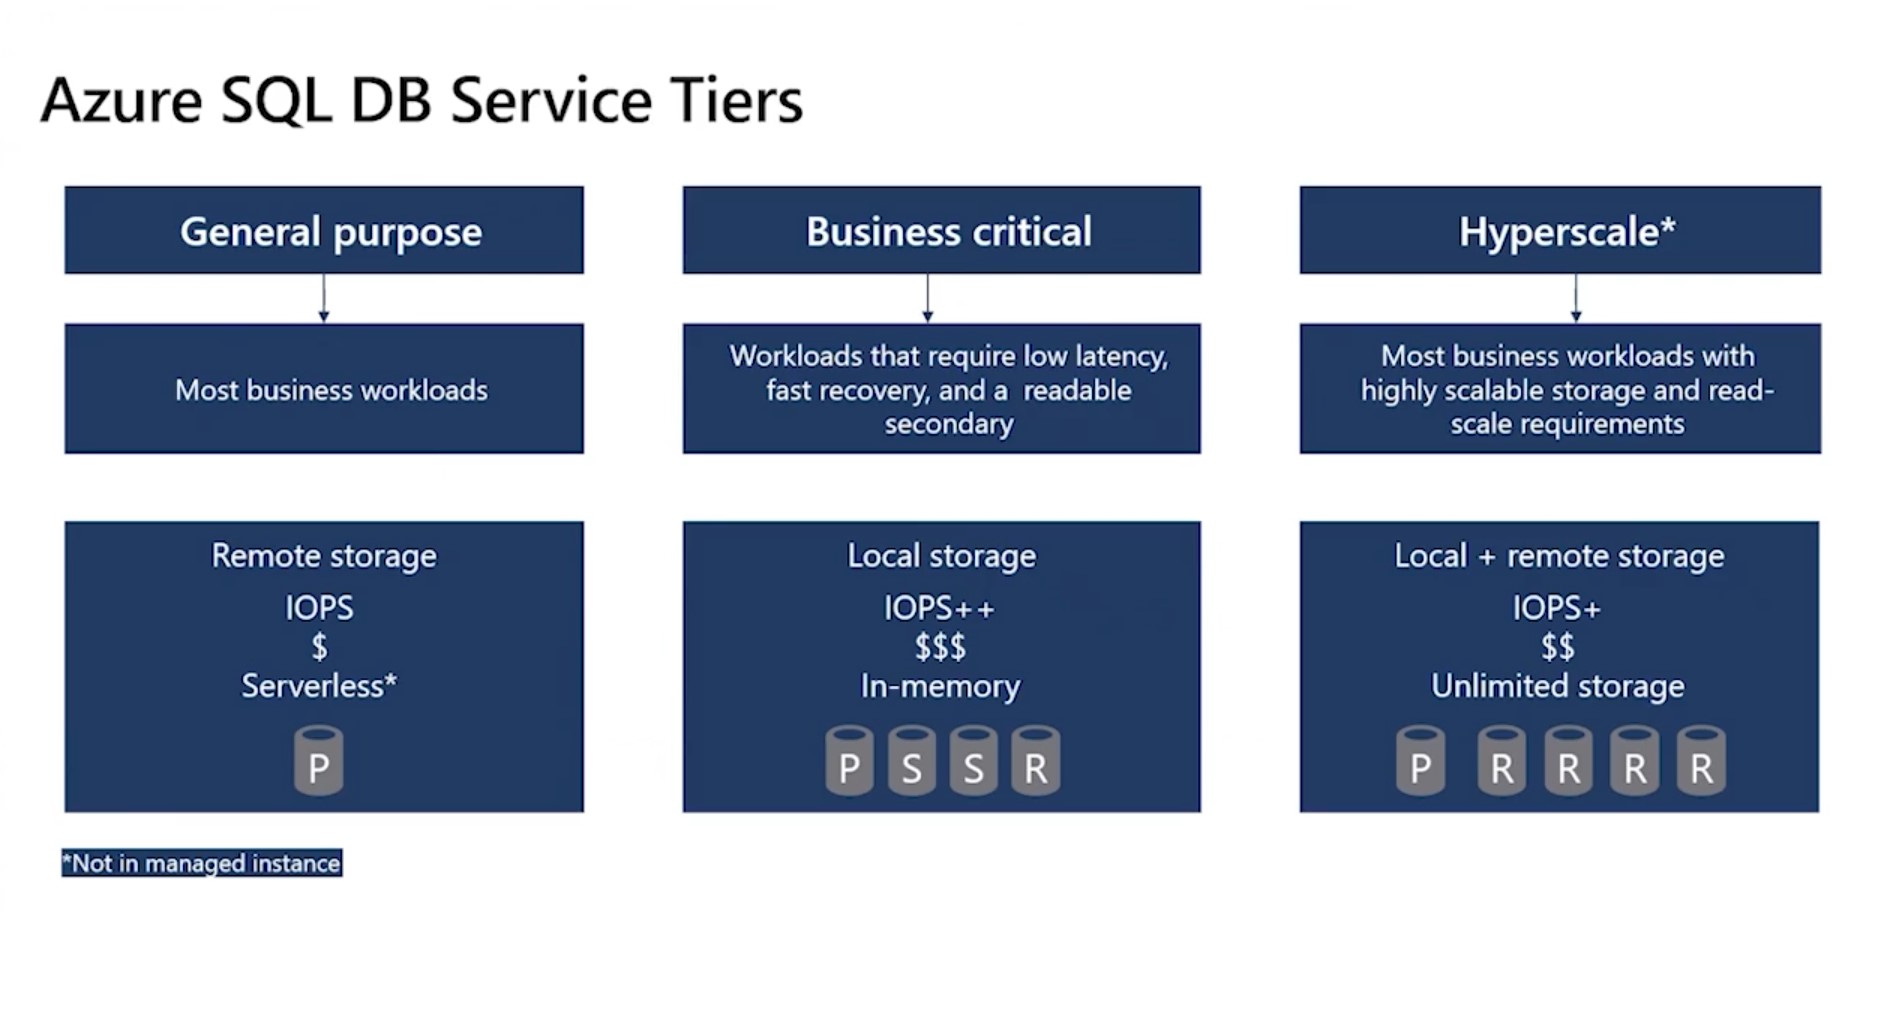 Azure SQL DB Service Tiers
General purpose
Most business workloads
Remote storage
IOPS
$
Serverless*
P
Business critical
Workloads that require low latency,
fast recovery, and a readable
secondary
Local storage
IOPS++
$$$
In-memory
P S S R
Hyperscale*
Most business workloads with
highly scalable storage and read-
scale requirements
Local + remote storage
IOPS+
$$
Unlimited storage
P R R R R
*Not in managed instance